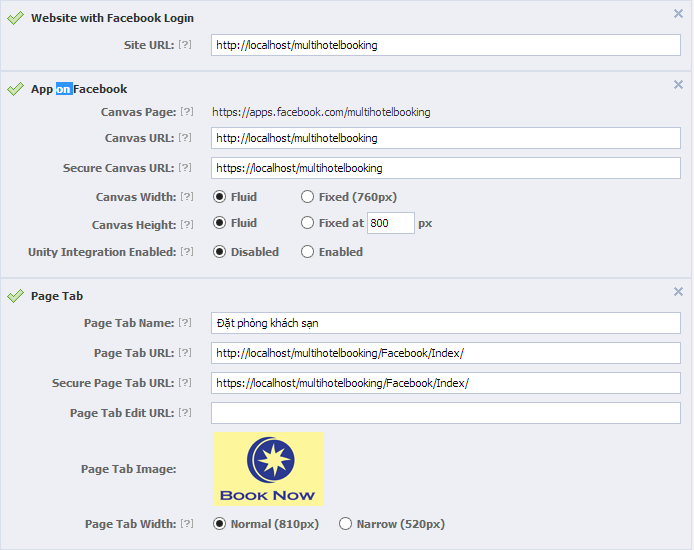 Website with Facebook Login
Site URL: [?] http://localhost/multihotelbooking
App on Facebook
Canvas Page: [?] https://apps.facebook.com/multihotelbooking
Canvas URL: [?] http://localhost/multihotelbooking
Secure Canvas URL: [?] https://localhost/multihotelbooking
Canvas Width: [?] Fluid Fixed (760px)
Canvas Height: [?] Fluid Fixed at 800 px
Unity Integration Enabled: [?] Disabled Enabled
Page Tab
Page Tab Name: [?] Đặt phòng khách sạn
Page Tab URL: [?] http://localhost/multihotelbooking/Facebook/Index/
Secure Page Tab URL: [?] https://localhost/multihotelbooking/Facebook/Index/
Page Tab Edit URL: [?]
Page Tab Image:
BOOK NOW
Page Tab Width: [?] Normal (810px) Narrow (520px)